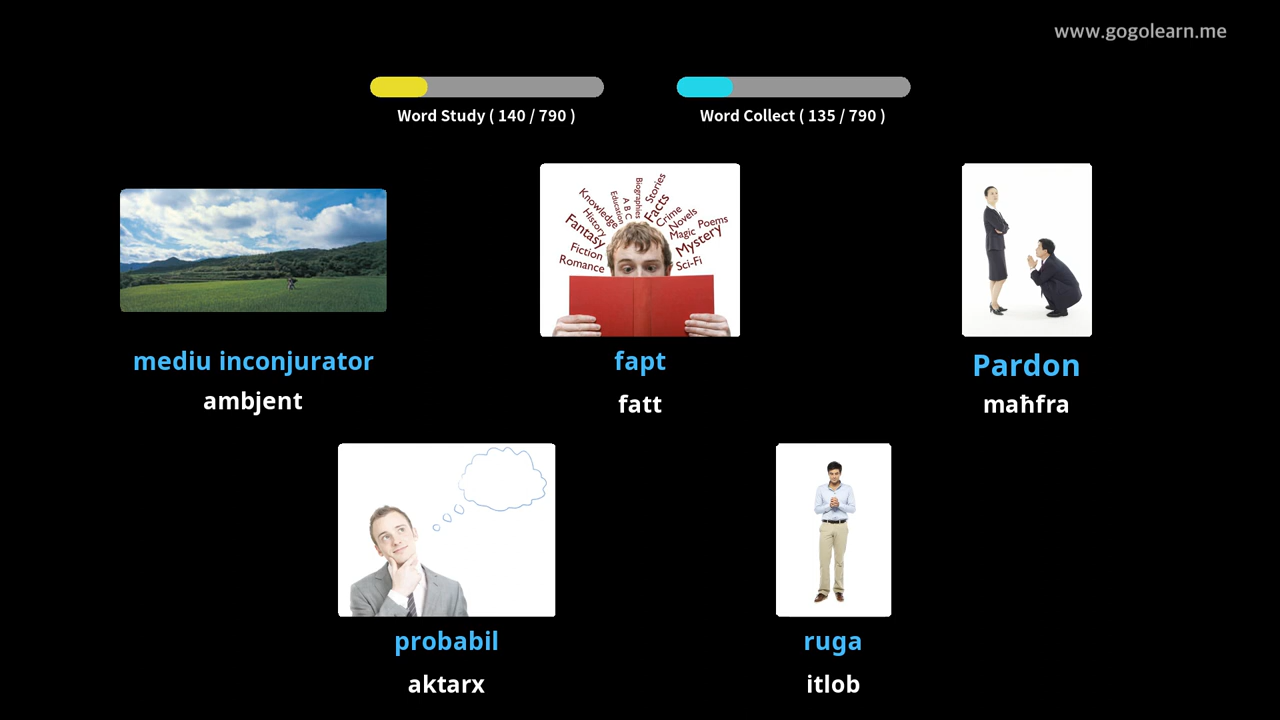 www.gogolearn.me
Word Study ( 140 / 790 )
Word Collect ( 135 / 790 )
Knowledge
History
Fantasy
Fiction
Romance
Education
A B C
Biographies
Stories
Facts
Crime
Novels
Magic
Poems
Mystery
Sci-Fi
mediu inconjurator
fapt
Pardon
ambjent
fatt
maħfra
probabil
ruga
aktarx
itlob